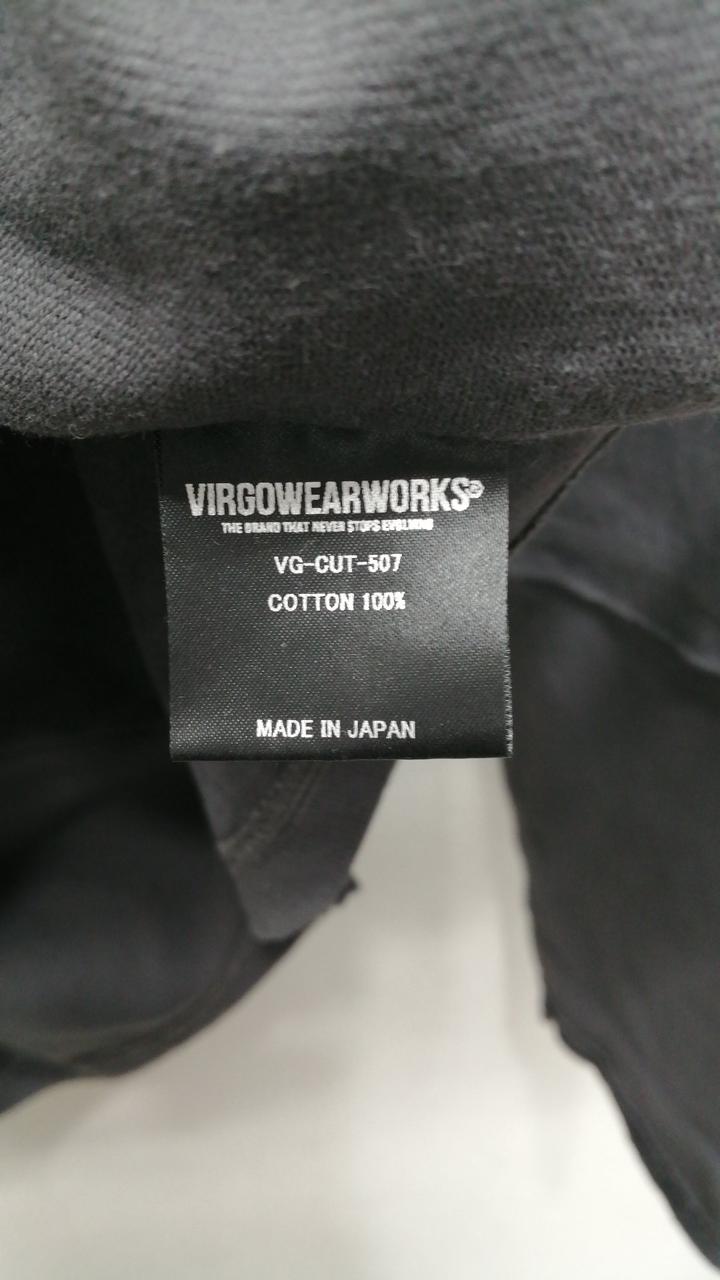 VIRGOWEARWORKS®
THE BRAND THAT NEVER STOPS EVOLVING
VG-CUT-507
COTTON 100%
MADE IN JAPAN